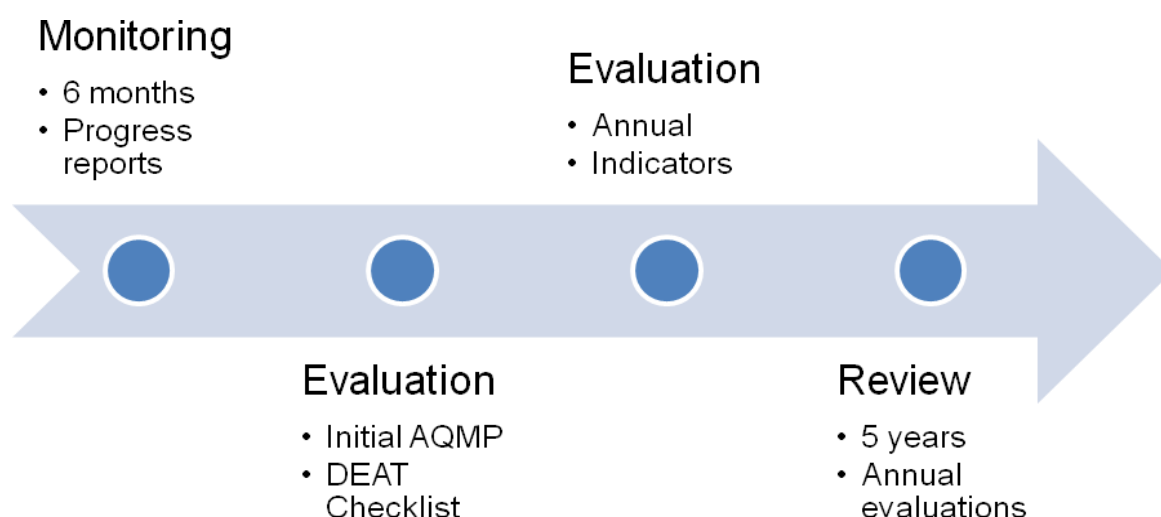 Monitoring
• 6 months
• Progress
reports
Evaluation
• Initial AQMP
• DEAT
Checklist
Evaluation
• Annual
• Indicators
Review
• 5 years
• Annual
evaluations